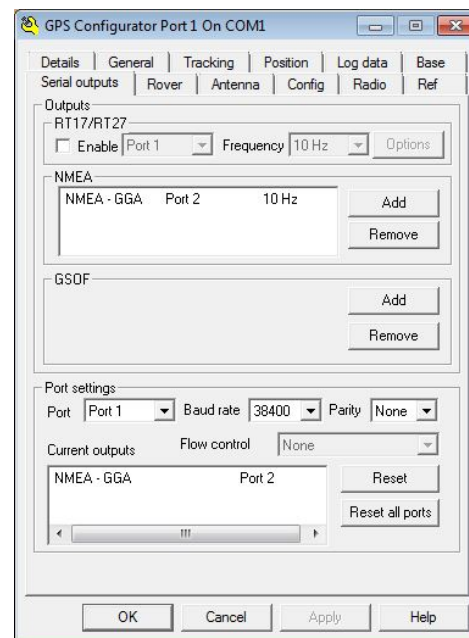 GPS Configurator Port 1 On COM1
Details General Tracking Position Log data Base
Serial outputs Rover Antenna Config Radio Ref
Outputs
RT17/RT27
Enable Port 1 Frequency 10 Hz Options
NMEA
NMEA - GGA Port 2 10 Hz
Add
Remove
GSOF
Add
Remove
Port settings
Port Port 1 Baud rate 38400 Parity None
Current outputs Flow control None
NMEA - GGA Port 2
Reset
Reset all ports
OK Cancel Apply Help